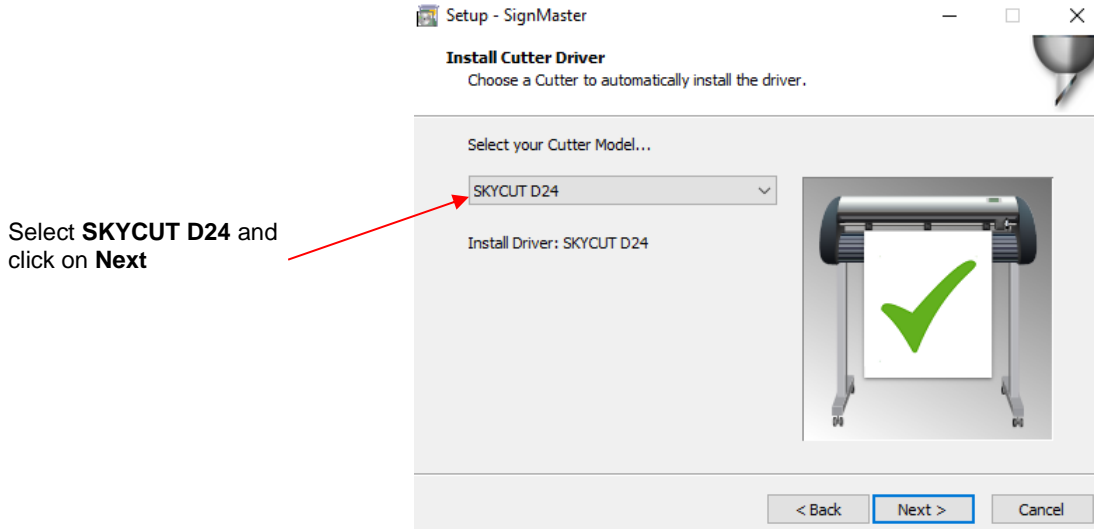 Setup - SignMaster
Install Cutter Driver
Choose a Cutter to automatically install the driver.
Select your Cutter Model...
SKYCUT D24
Install Driver: SKYCUT D24
Select SKYCUT D24 and
click on Next
< Back
Next >
Cancel